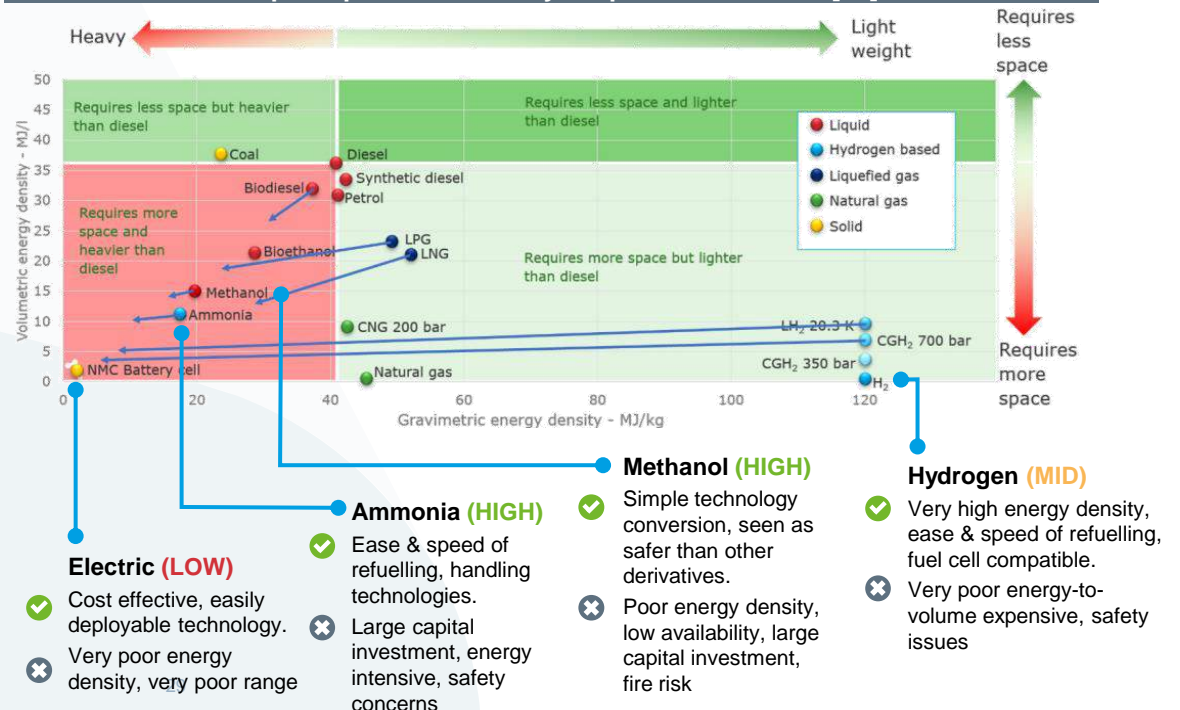 Heavy
Light
weight
Requires
less
space
50
45
40
35
30
25
20
15
10
5
0
Volumetric energy density - MJ/l
Requires less space but heavier
than diesel
Requires less space and lighter
than diesel
Liquid
Hydrogen based
Liquefied gas
Natural gas
Solid
Coal
Diesel
Synthetic diesel
Biodiesel
Petrol
Requires more
space and
heavier than
diesel
LPG
LNG
Bioethanol
Requires more space but lighter
than diesel
Methanol
Ammonia
CNG 200 bar
LH₂ 20.3 K
CGH₂ 700 bar
CGH₂ 350 bar
NMC Battery cell
Natural gas
H₂
Requires
more
space
0 20 40 60 80 100 120
Gravimetric energy density - MJ/kg
Electric (LOW)
Cost effective, easily
deployable technology.
Very poor energy
density, very poor range
Ammonia (HIGH)
Ease & speed of
refuelling, handling
technologies.
Large capital
investment, energy
intensive, safety
concerns
Methanol (HIGH)
Simple technology
conversion, seen as
safer than other
derivatives.
Poor energy density,
low availability, large
capital investment,
fire risk
Hydrogen (MID)
Very high energy density,
ease & speed of refuelling,
fuel cell compatible.
Very poor energy-to-
volume expensive, safety
issues